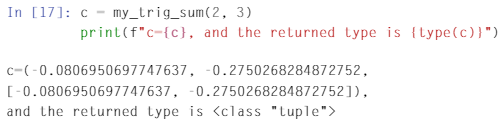 In [17]: c = my_trig_sum(2, 3)
print(f"c={c}, and the returned type is {type(c)}")
c=(-0.0806950697747637, -0.2750268284872752,
[-0.0806950697747637, -0.2750268284872752]),
and the returned type is <class "tuple">